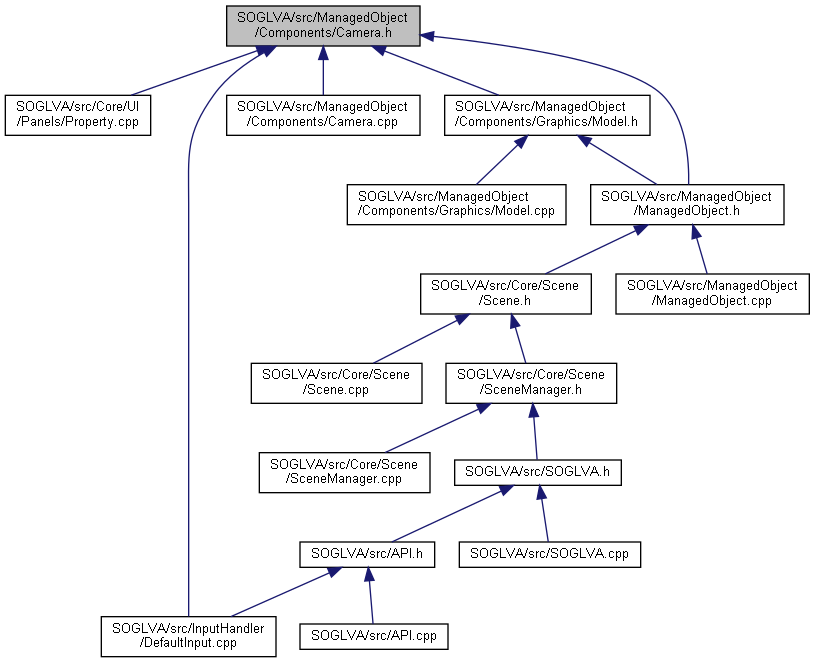 SOGLVA/src/ManagedObject
/Components/Camera.h
SOGLVA/src/Core/UI
/Panels/Property.cpp
SOGLVA/src/ManagedObject
/Components/Camera.cpp
SOGLVA/src/ManagedObject
/Components/Graphics/Model.h
SOGLVA/src/ManagedObject
/Components/Graphics/Model.cpp
SOGLVA/src/ManagedObject
/ManagedObject.h
SOGLVA/src/Core/Scene
/Scene.h
SOGLVA/src/ManagedObject
/ManagedObject.cpp
SOGLVA/src/Core/Scene
/Scene.cpp
SOGLVA/src/Core/Scene
/SceneManager.h
SOGLVA/src/Core/Scene
/SceneManager.cpp
SOGLVA/src/SOGLVA.h
SOGLVA/src/API.h
SOGLVA/src/SOGLVA.cpp
SOGLVA/src/InputHandler
/DefaultInput.cpp
SOGLVA/src/API.cpp